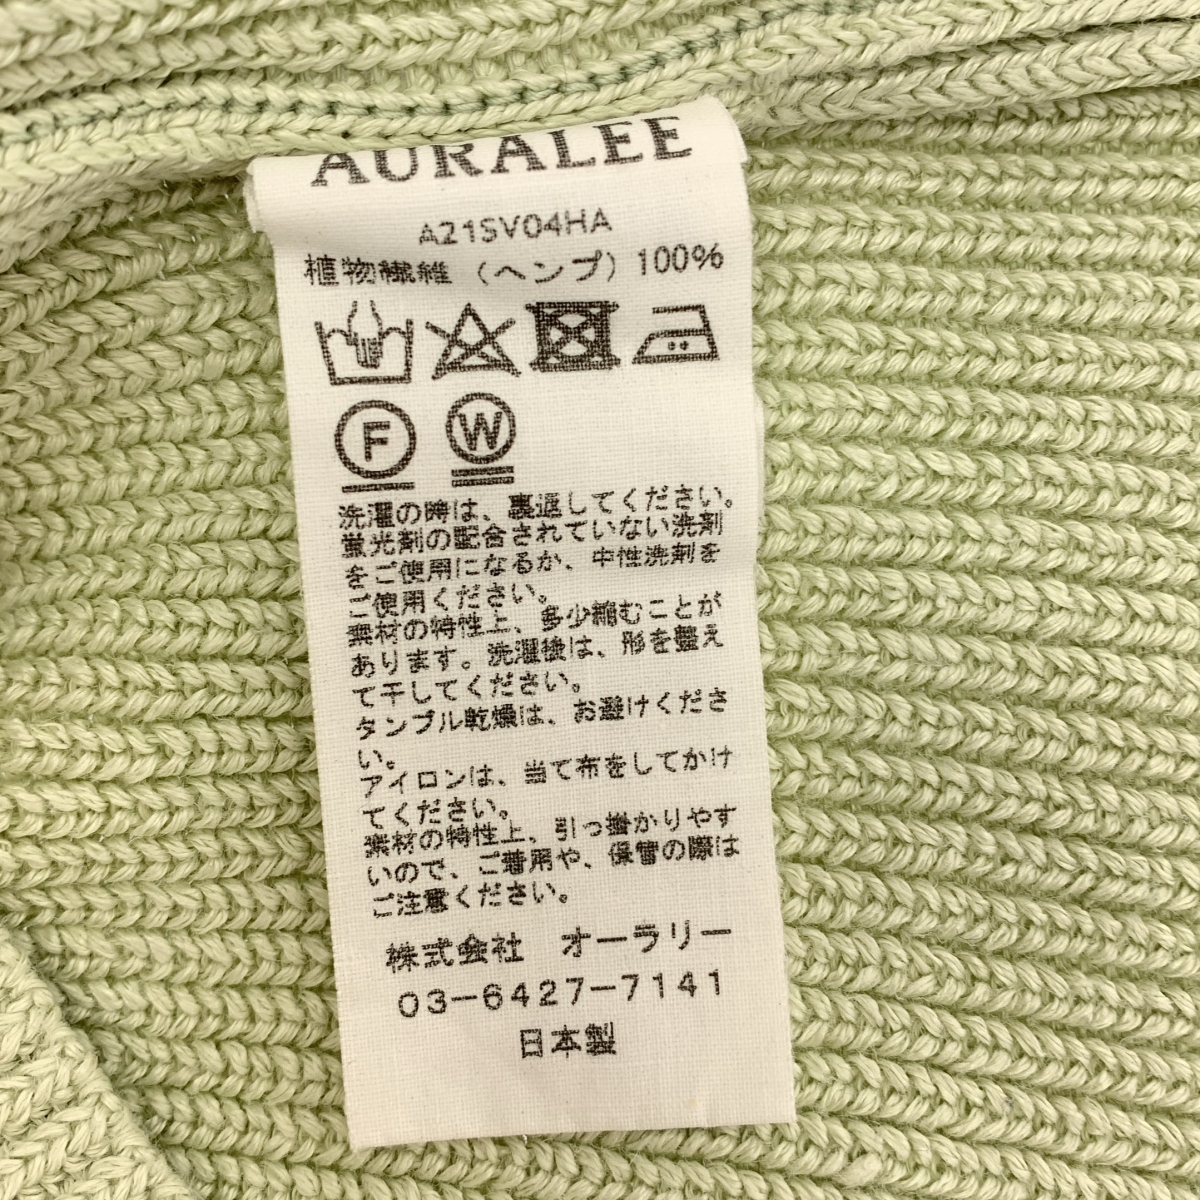 AURALEE
A21SV04HA
植物繊維（ヘンプ）100%
F W
洗濯の時は、裏返してください。
蛍光剤の配合されていない洗剤
をご使用になるか、中性洗剤を
ご使用ください。
素材の特性上、多少縮むことが
あります。洗濯後は、形を整え
て干してください。
タンブル乾燥は、お避けくださ
い。
アイロンは、当て布をしてかけ
てください。
素材の特性上、引っ掛かりやす
いので、ご着用や、保管の際は
ご注意ください。
株式会社　オーラリー
03-6427-7141
日本製